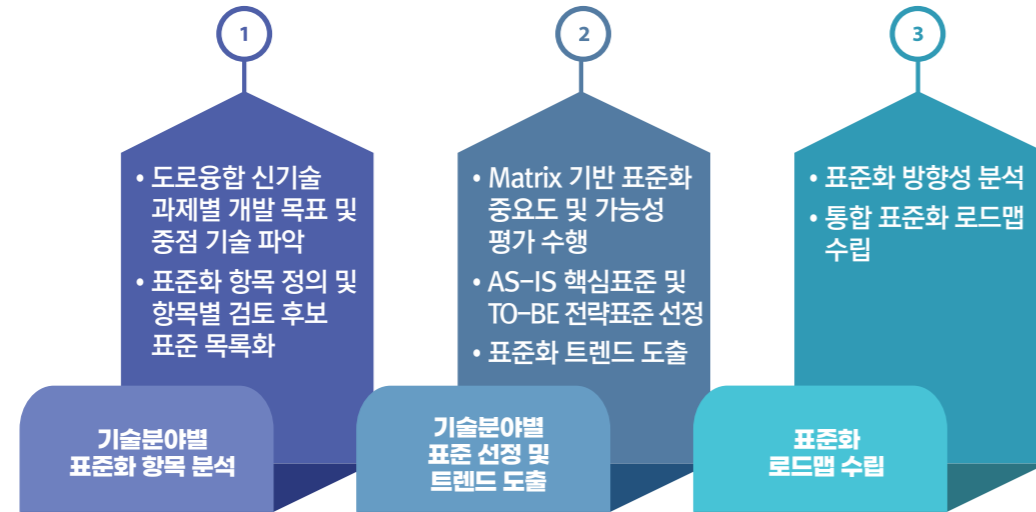 1
• 도로융합 신기술
과제별 개발 목표 및
중점 기술 파악
• 표준화 항목 정의 및
항목별 검토 후보
표준 목록화
기술분야별
표준화 항목 분석
2
• Matrix 기반 표준화
중요도 및 가능성
평가 수행
• AS-IS 핵심표준 및
TO-BE 전략표준 선정
• 표준화 트렌드 도출
기술분야별
표준 선정 및
트렌드 도출
3
• 표준화 방향성 분석
• 통합 표준화 로드맵
수립
표준화
로드맵 수립